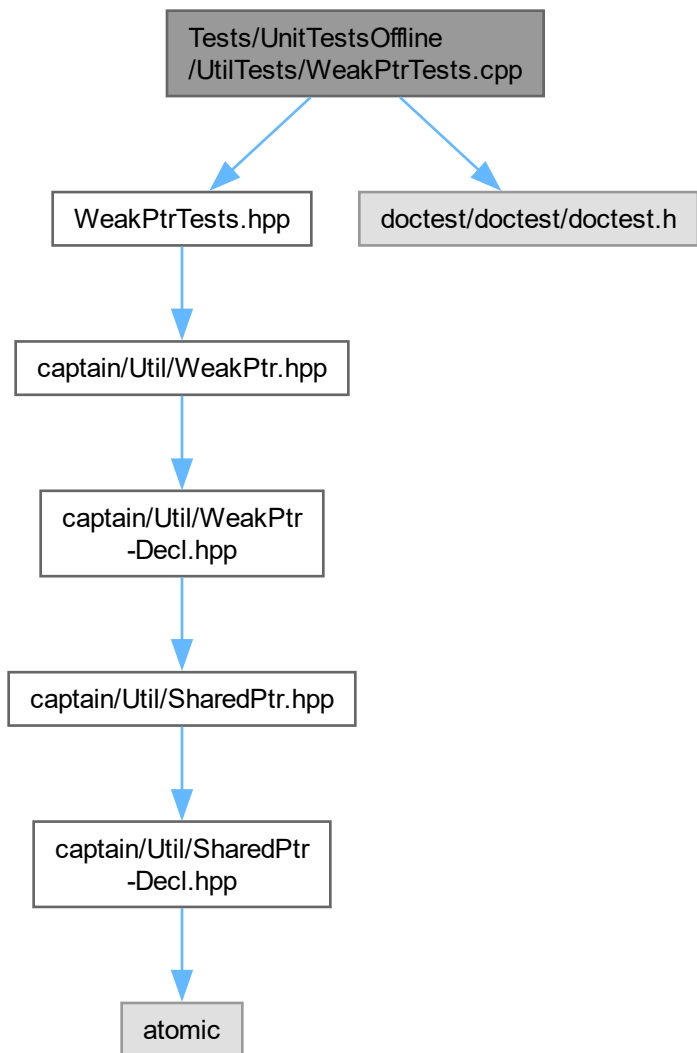 Tests/UnitTestsOffline
/UtilTests/WeakPtrTests.cpp
WeakPtrTests.hpp
doctest/doctest/doctest.h
captain/Util/WeakPtr.hpp
captain/Util/WeakPtr
-Decl.hpp
captain/Util/SharedPtr.hpp
captain/Util/SharedPtr
-Decl.hpp
atomic